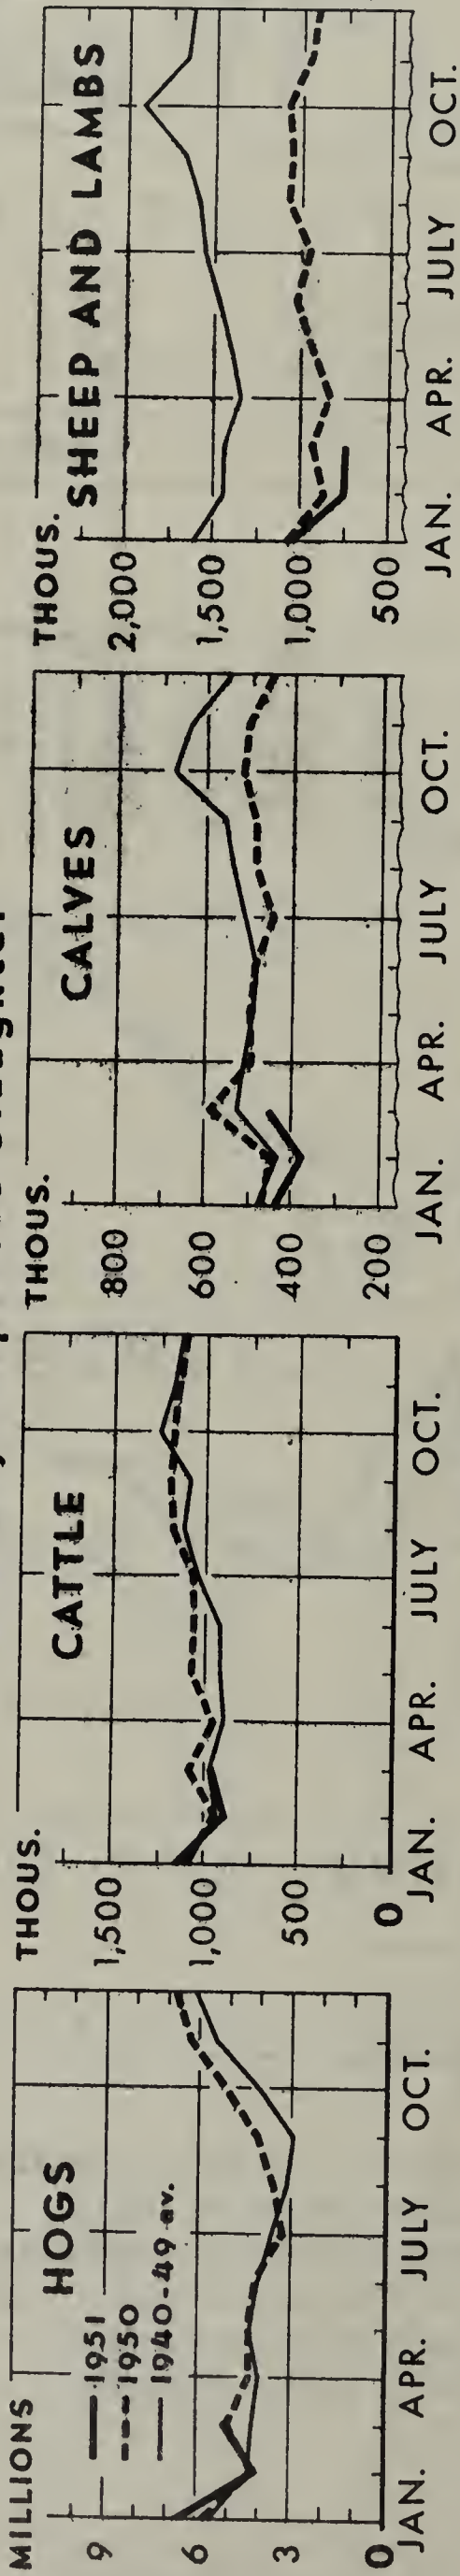 MILLIONS
HOGS
1951
1950
1940-49 av.
9
6
3
0
JAN. APR. JULY OCT.
THOUS.
CATTLE
1,500
1,000
500
0
JAN. APR. JULY OCT.
THOUS.
CALVES
800
600
400
200
JAN. APR. JULY OCT.
THOUS.
SHEEP AND LAMBS
2,000
1,500
1,000
500
JAN. APR. JULY OCT.